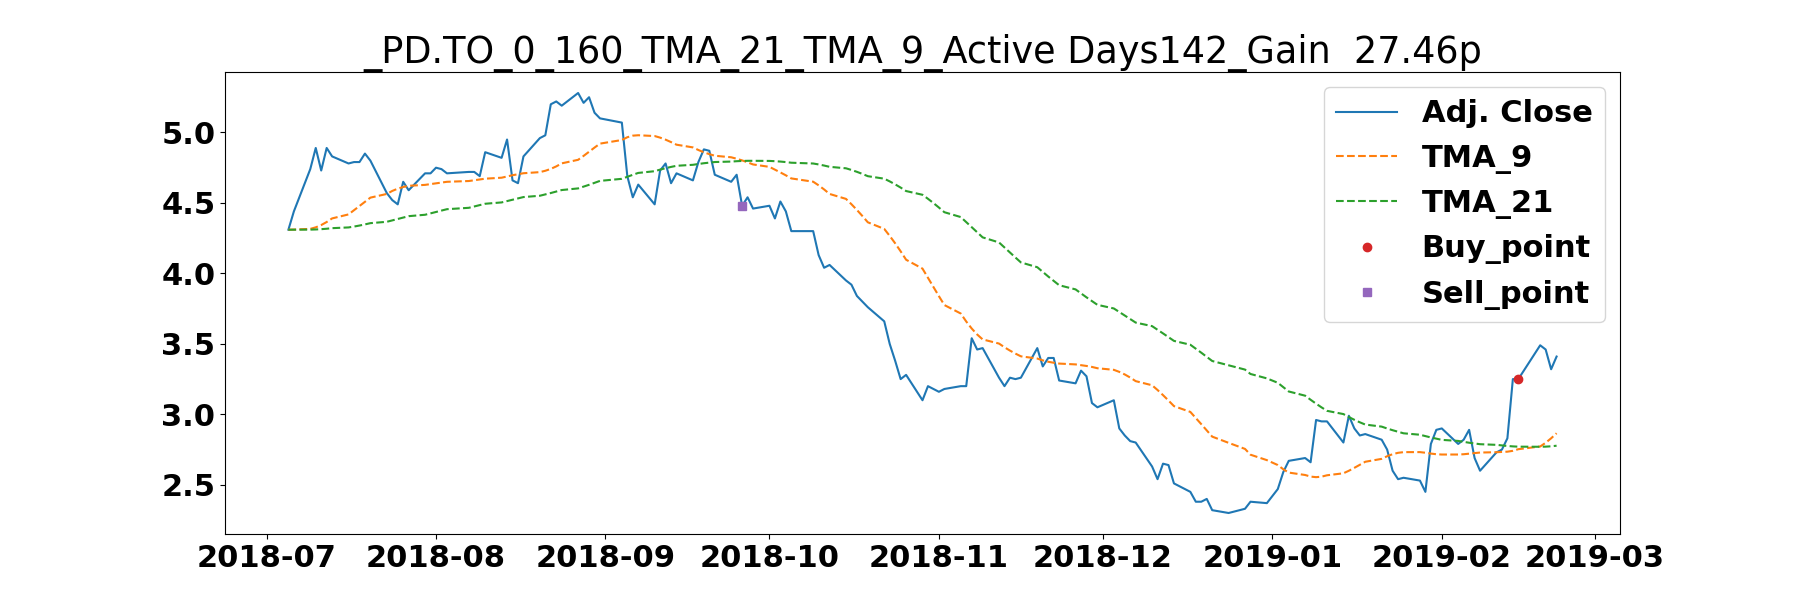 _PD.TO_0_160_TMA_21_TMA_9_Active Days142_Gain  27.46p
Adj. Close
TMA_9
TMA_21
Buy_point
Sell_point
5.0
4.5
4.0
3.5
3.0
2.5
2018-07 2018-08 2018-09 2018-10 2018-11 2018-12 2019-01 2019-02 2019-03